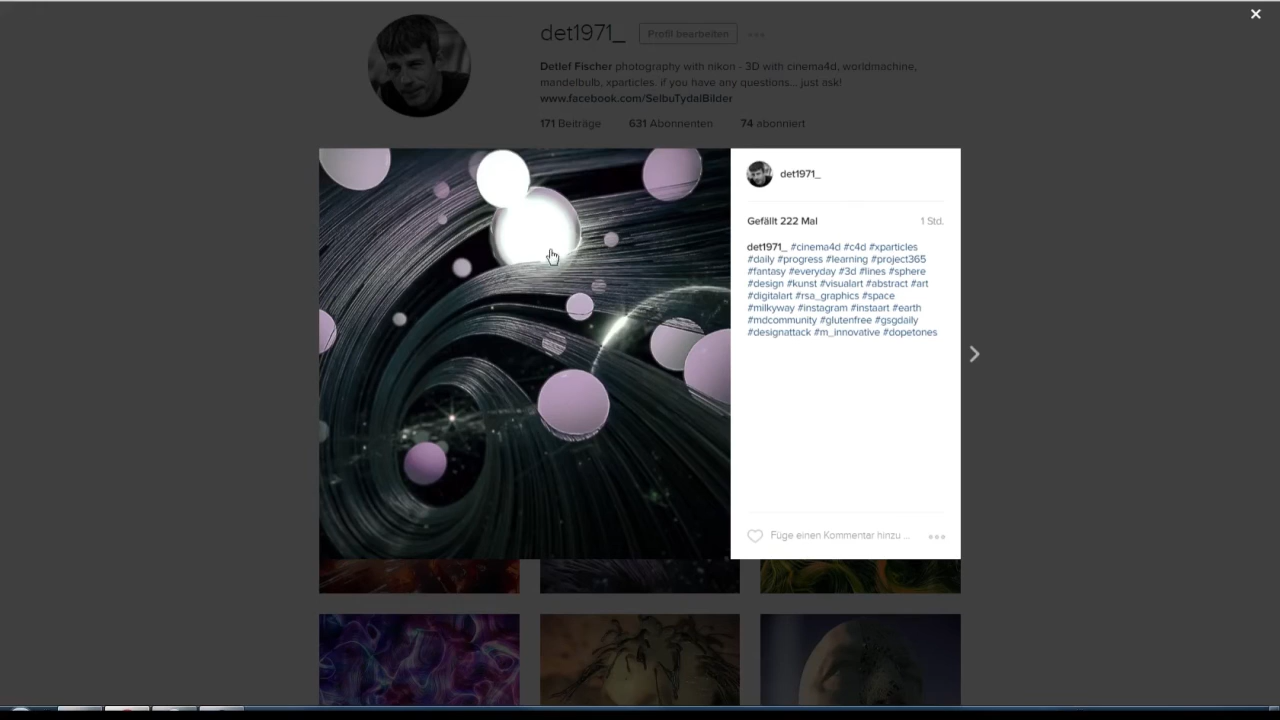 det1971_ Profil bearbeiten
Detlef Fischer photography with nikon - 3D with cinema4d, worldmachine,
mandelbulb, xparticles. if you have any questions... just ask!
www.facebook.com/SelbuTydalBilder
171 Beiträge 631 Abonnenten 74 abonniert
det1971_
Gefällt 222 Mal 1 Std.
det1971_ #cinema4d #c4d #xparticles
#daily #progress #learning #project365
#fantasy #everyday #3d #lines #sphere
#design #kunst #visualart #abstract #art
#digitalart #rsa_graphics #space
#milkyway #instagram #instaart #earth
#mdcommunity #glutenfree #gsgdaily
#designattack #m_innovative #dopetones
Füge einen Kommentar hinzu ...